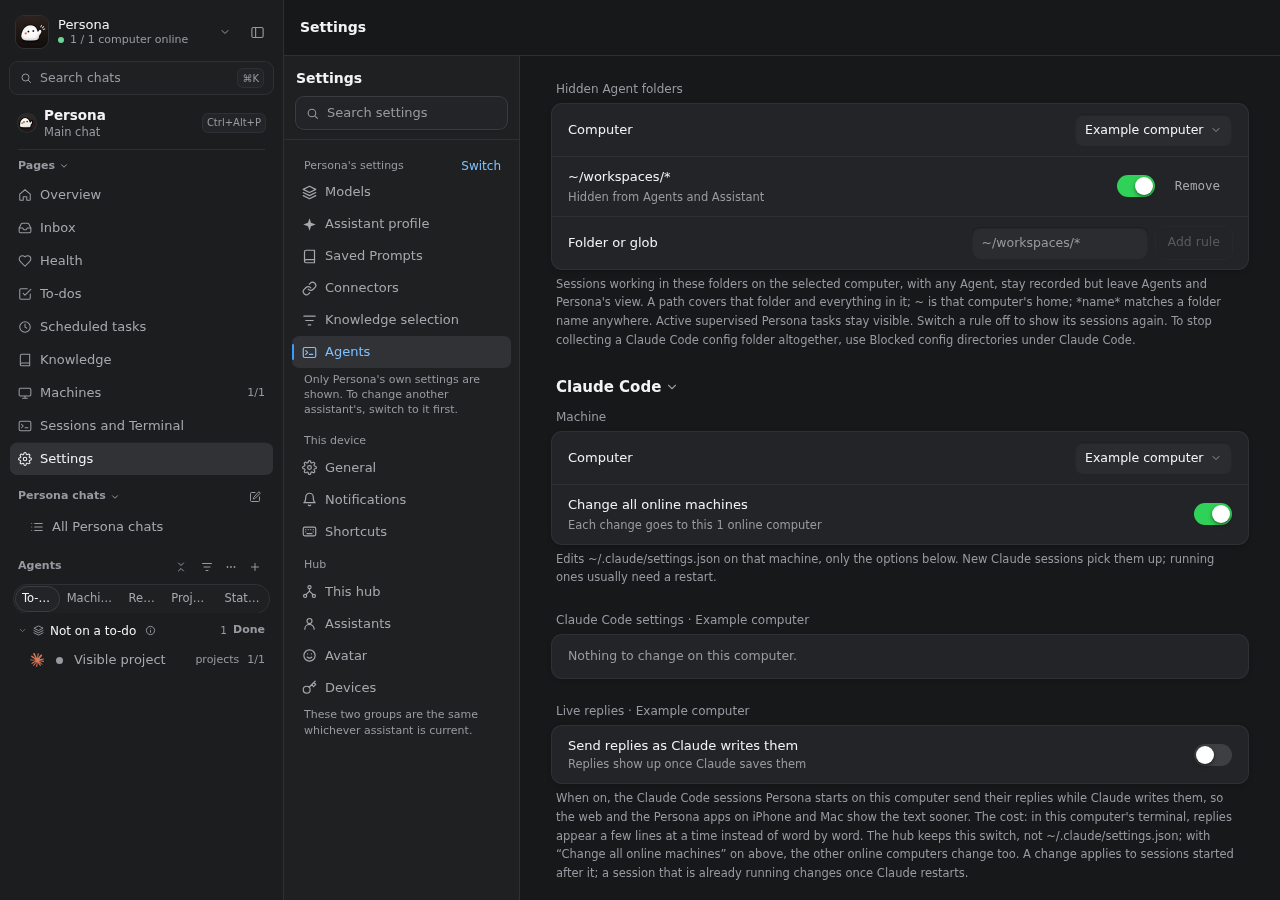 Persona
1 / 1 computer online
Search chats
⌘K
Persona
Main chat
Ctrl+Alt+P
Pages
Overview
Inbox
Health
To-dos
Scheduled tasks
Knowledge
Machines
1/1
Sessions and Terminal
Settings
Persona chats
All Persona chats
Agents
To-...
Machi...
Re...
Proj...
Stat...
Not on a to-do
1 Done
Visible project
projects 1/1
Settings
Settings
Search settings
Persona's settings
Switch
Models
Assistant profile
Saved Prompts
Connectors
Knowledge selection
Agents
Only Persona's own settings are
shown. To change another
assistant's, switch to it first.
This device
General
Notifications
Shortcuts
Hub
This hub
Assistants
Avatar
Devices
These two groups are the same
whichever assistant is current.
Hidden Agent folders
Computer
Example computer
~/workspaces/*
Hidden from Agents and Assistant
Remove
Folder or glob
~/workspaces/*
Add rule
Sessions working in these folders on the selected computer, with any Agent, stay recorded but leave Agents and
Persona's view. A path covers that folder and everything in it; ~ is that computer's home; *name* matches a folder
name anywhere. Active supervised Persona tasks stay visible. Switch a rule off to show its sessions again. To stop
collecting a Claude Code config folder altogether, use Blocked config directories under Claude Code.
Claude Code
Machine
Computer
Example computer
Change all online machines
Each change goes to this 1 online computer
Edits ~/.claude/settings.json on that machine, only the options below. New Claude sessions pick them up; running
ones usually need a restart.
Claude Code settings · Example computer
Nothing to change on this computer.
Live replies · Example computer
Send replies as Claude writes them
Replies show up once Claude saves them
When on, the Claude Code sessions Persona starts on this computer send their replies while Claude writes them, so
the web and the Persona apps on iPhone and Mac show the text sooner. The cost: in this computer's terminal, replies
appear a few lines at a time instead of word by word. The hub keeps this switch, not ~/.claude/settings.json; with
“Change all online machines” on above, the other online computers change too. A change applies to sessions started
after it; a session that is already running changes once Claude restarts.